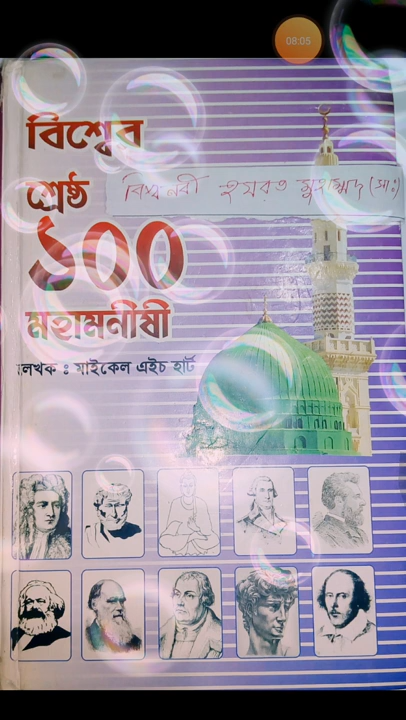 08:05
বিশ্বের
শ্রেষ্ঠ
বিশ্বনবী হযরত মুহাম্মদ (সাঃ)
১০০
মহামনীষী
লেখক ঃ মাইকেল এইচ হার্ট